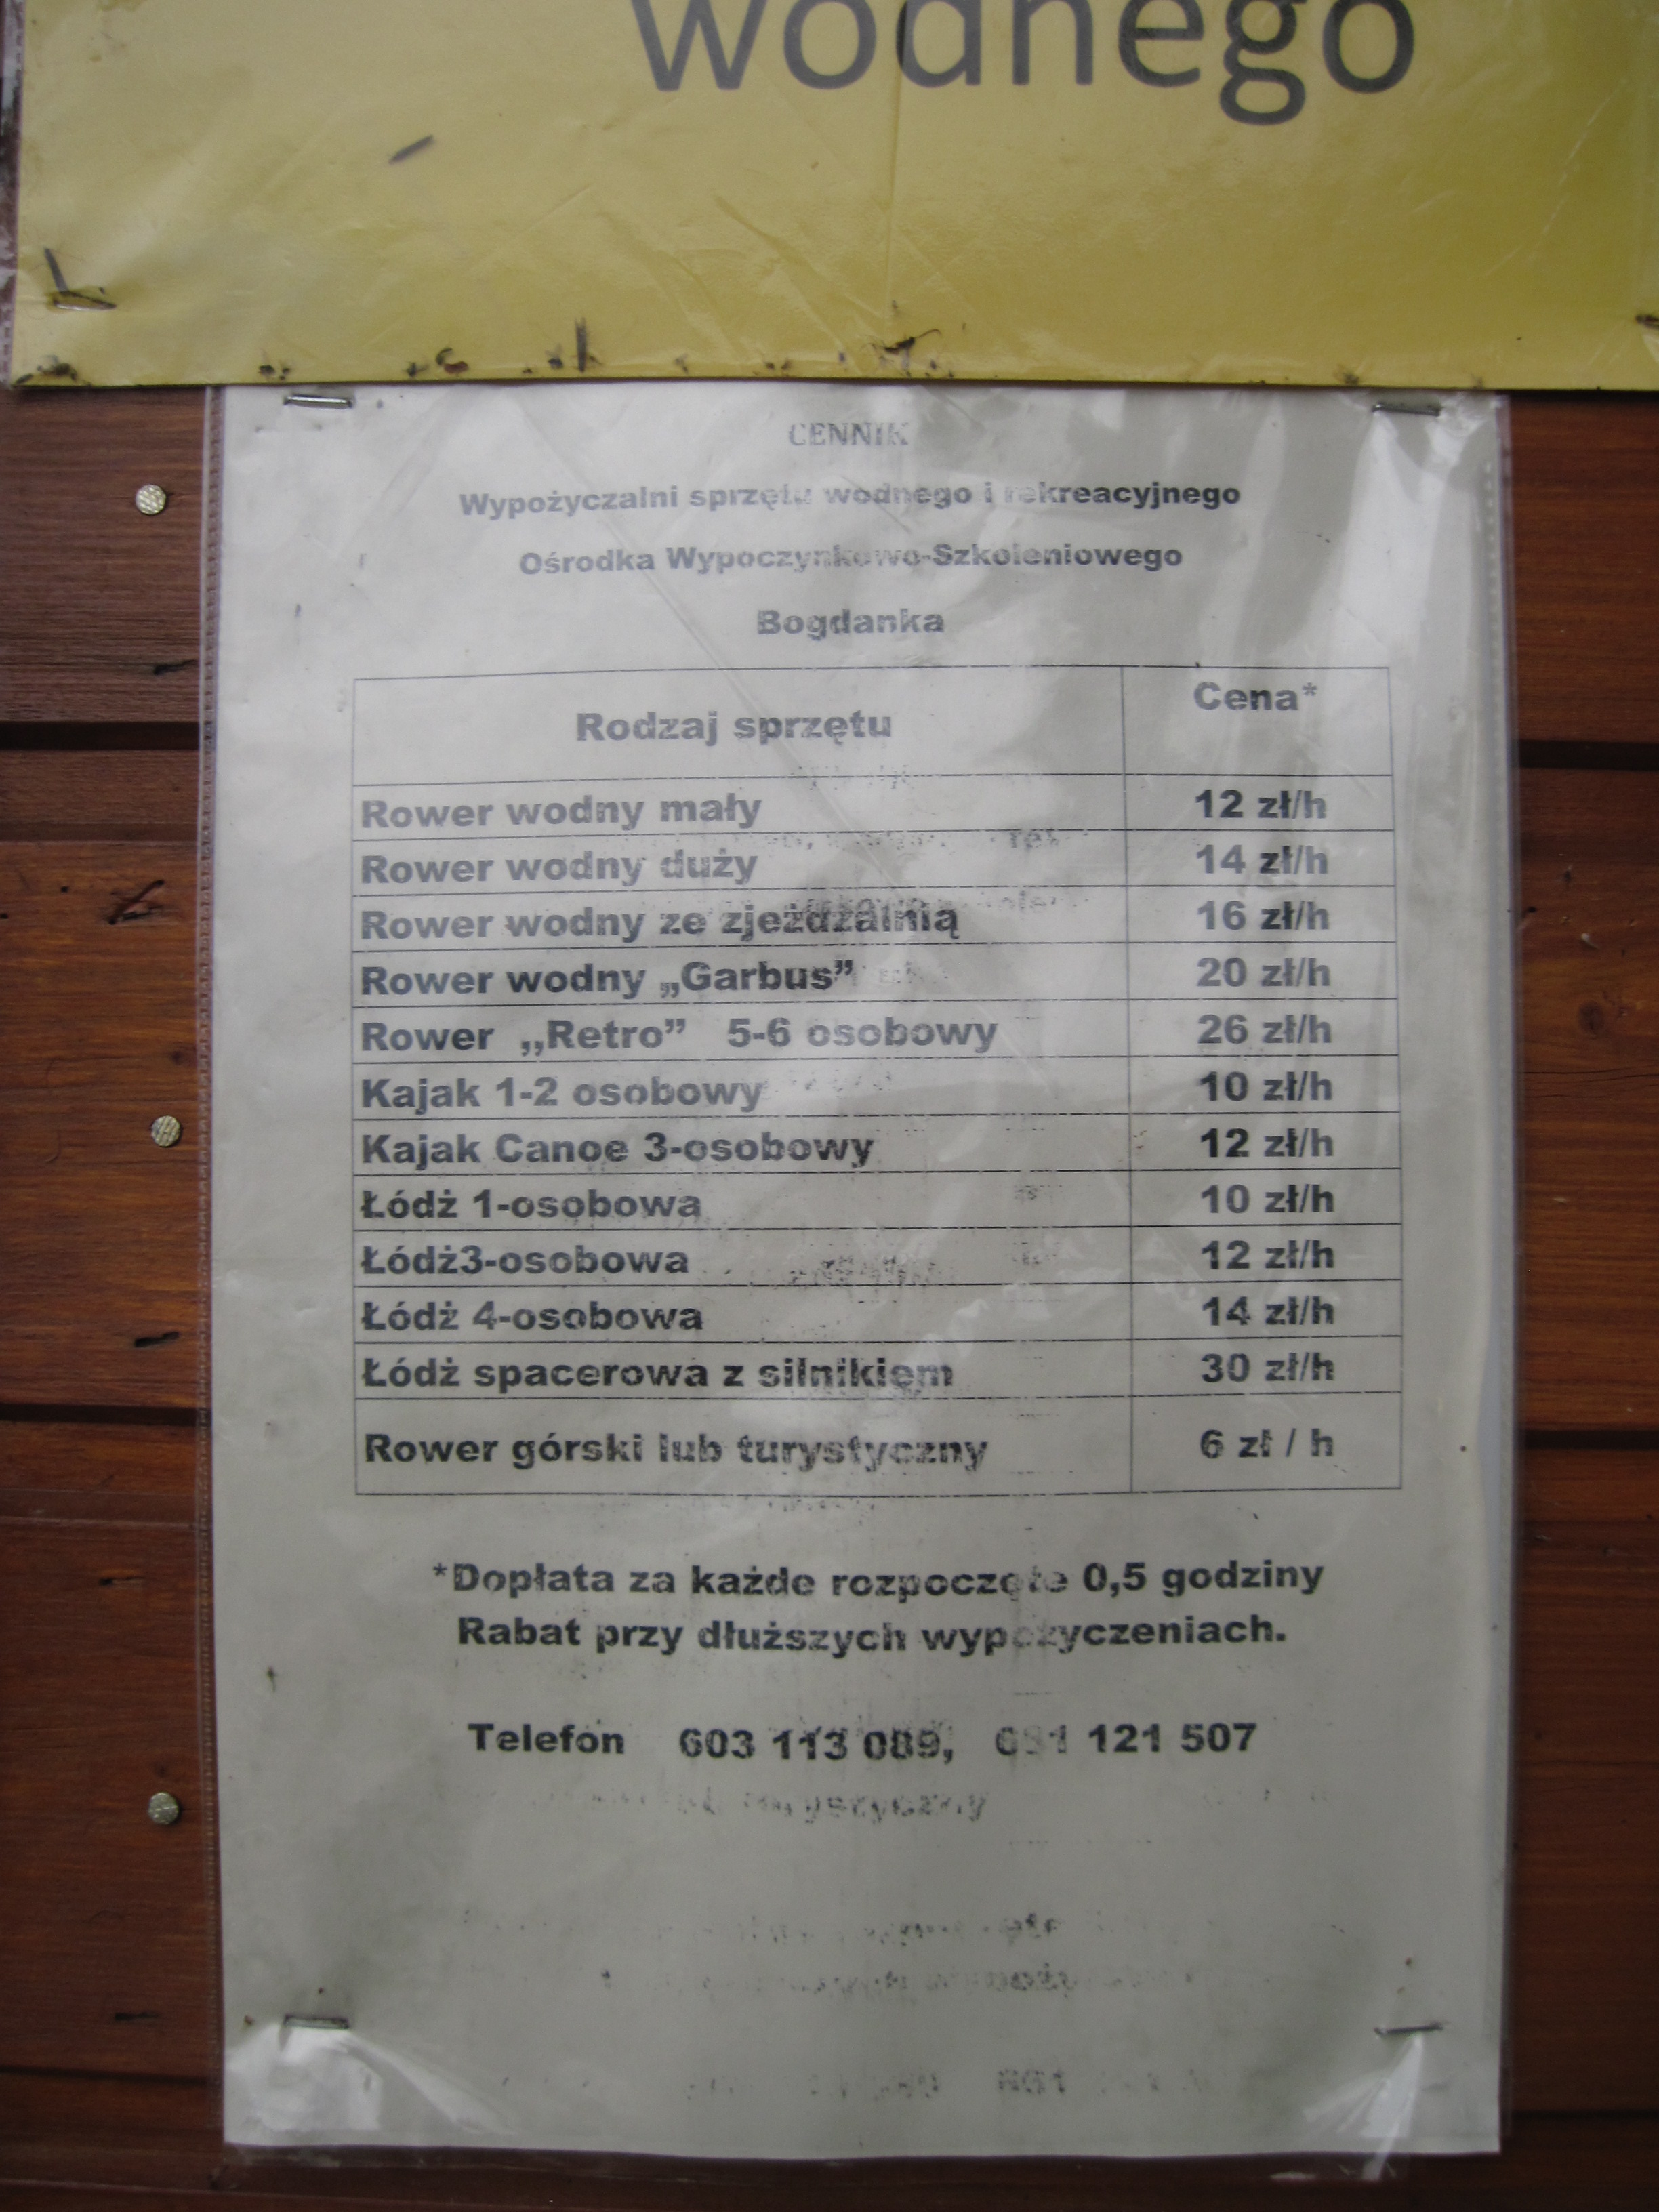 wodnego
CENNIK
Wypożyczalni sprzętu wodnego i rekreacyjnego
Ośrodka Wypoczynkowo-Szkoleniowego
Bogdanka
Rodzaj sprzętu Cena*
Rower wodny mały 12 zł/h
Rower wodny duży 14 zł/h
Rower wodny ze zjeżdżalnią 16 zł/h
Rower wodny „Garbus” 20 zł/h
Rower „Retro” 5-6 osobowy 26 zł/h
Kajak 1-2 osobowy 10 zł/h
Kajak Canoe 3-osobowy 12 zł/h
Łódż 1-osobowa 10 zł/h
Łódż3-osobowa 12 zł/h
Łódż 4-osobowa 14 zł/h
Łódż spacerowa z silnikiem 30 zł/h
Rower górski lub turystyczny 6 zł / h
*Dopłata za każde rozpoczęte 0,5 godziny
Rabat przy dłuższych wypożyczeniach.
Telefon 603 113 089, 121 507